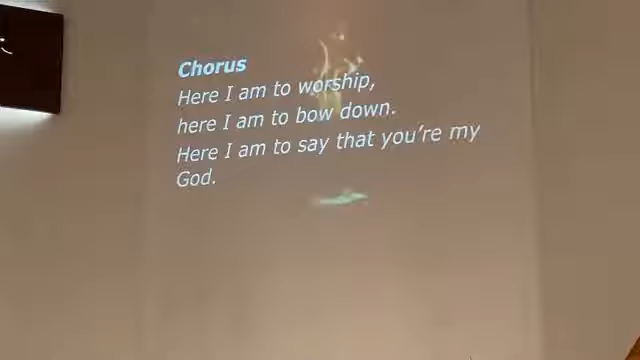 Chorus
Here I am to worship,
here I am to bow down.
Here I am to say that you're my
God.